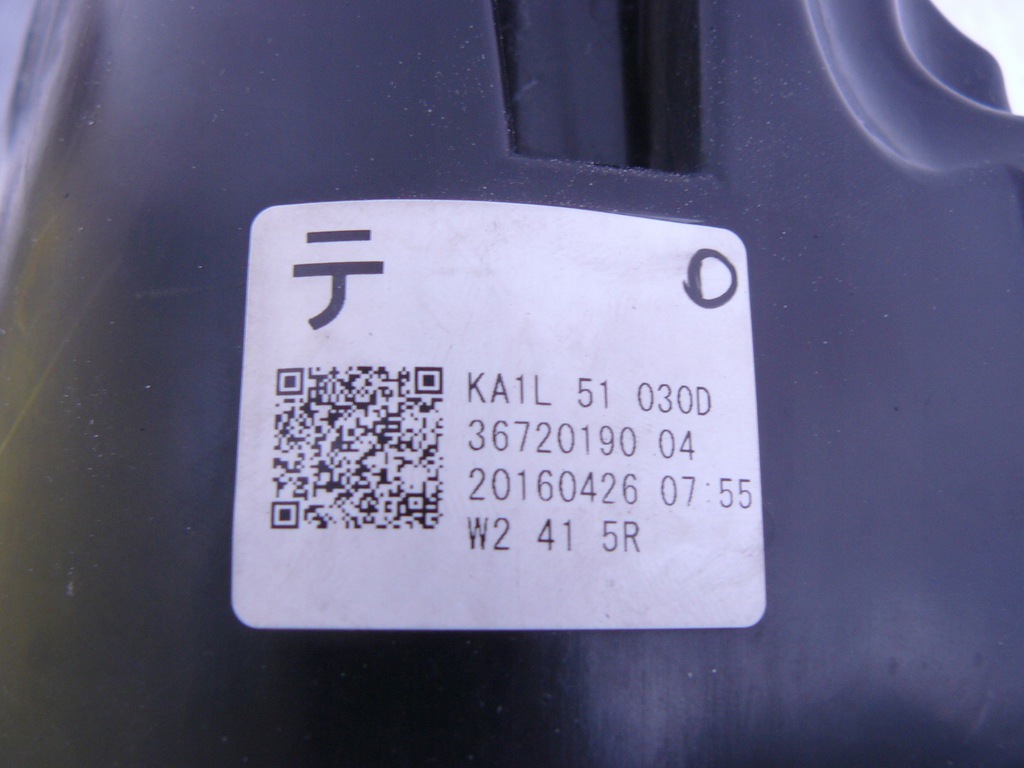 テ
O
KA1L 51 030D
36720190 04
20160426 07:55
W2 41 5R